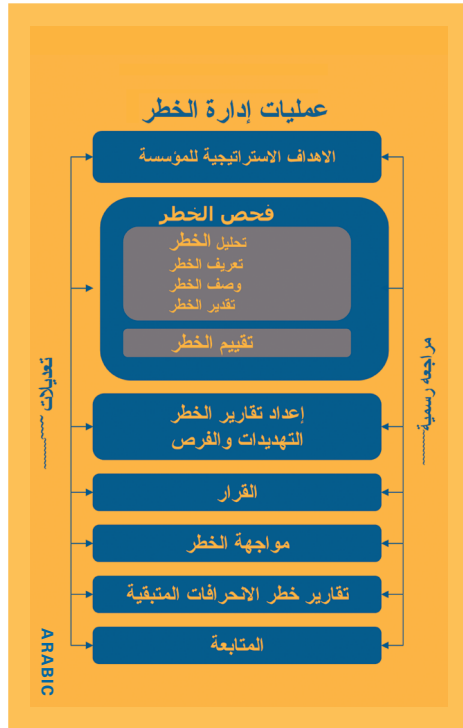 عمليات إدارة الخطر
الاهداف الاستراتيجية للمؤسسة
فحص الخطر
تحليل الخطر
تعريف الخطر
وصف الخطر
تقدير الخطر
تقييم الخطر
إعداد تقارير الخطر
التهديدات والفرص
القرار
مواجهة الخطر
تقارير خطر الانحرافات المتبقية
المتابعة
مراجعه رسمية
تعديلات
ARABIC